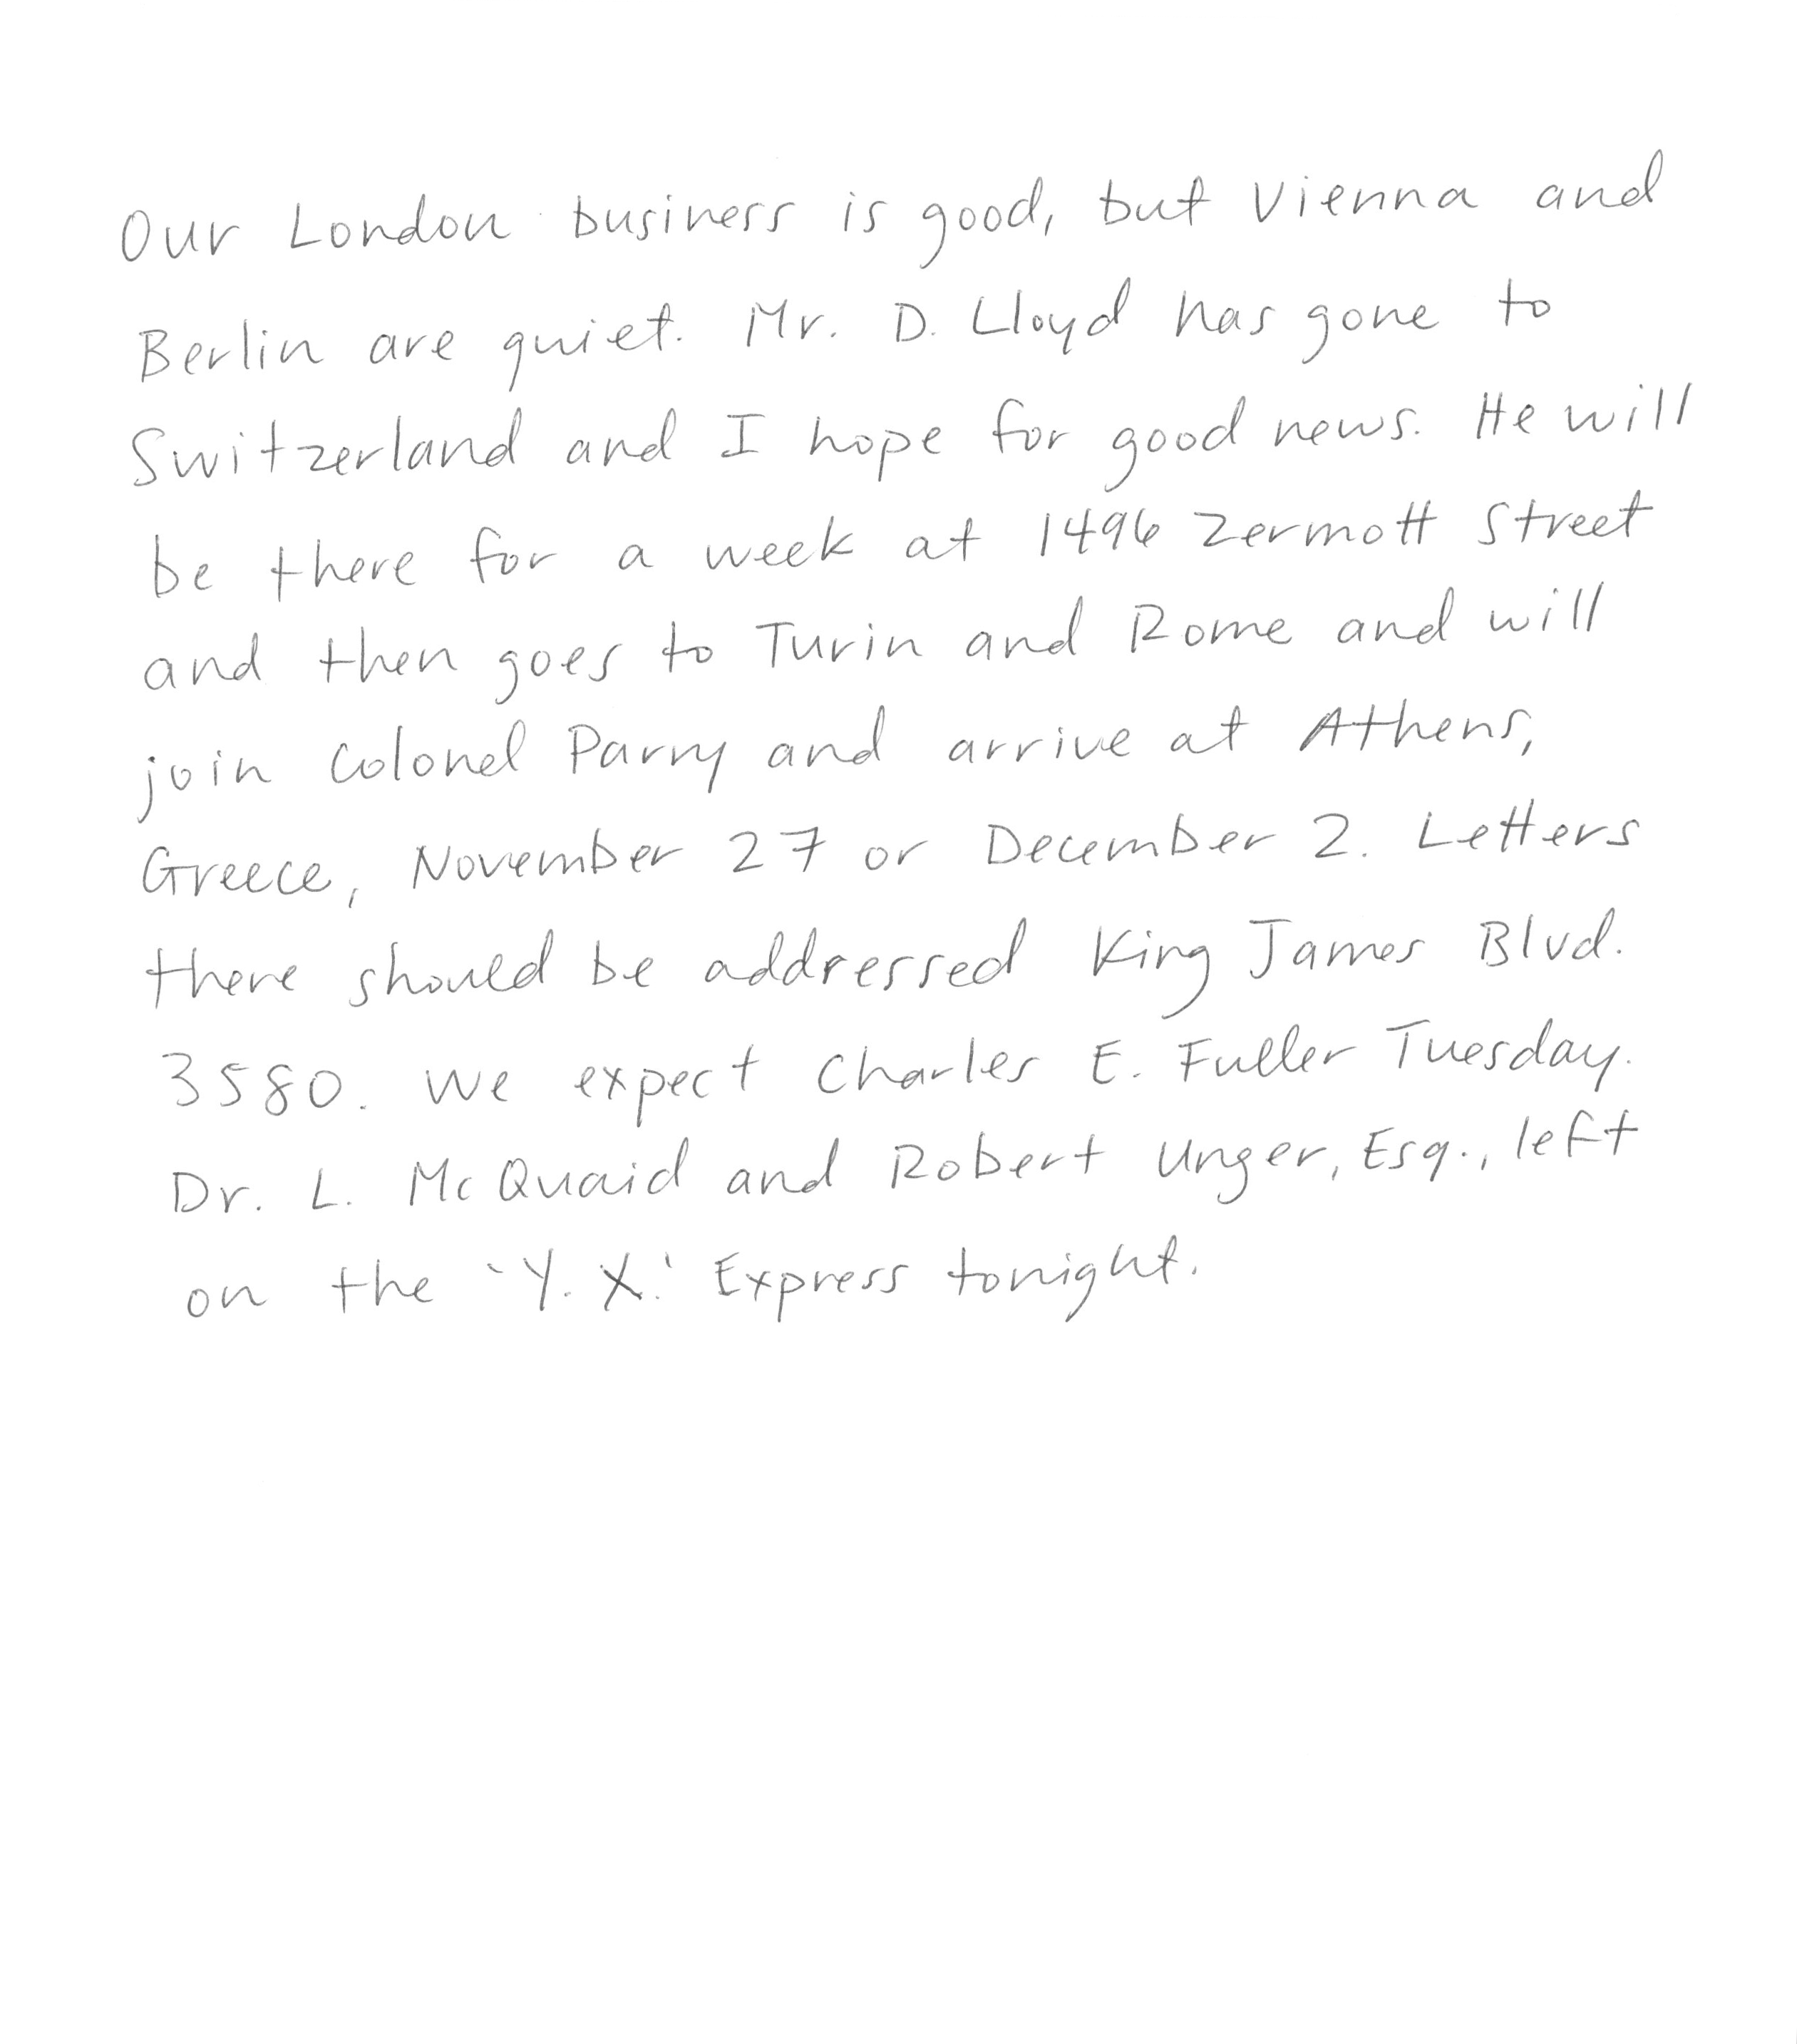 Our London business is good, but Vienna and
Berlin are quiet. Mr. D. Lloyd has gone to
Switzerland and I hope for good news. He will
be there for a week at 1496 Zermott Street
and then goes to Turin and Rome and will
join Colonel Parry and arrive at Athens,
Greece, November 27 or December 2. Letters
there should be addressed King James Blvd.
3580. We expect Charles E. Fuller Tuesday.
Dr. L. McQuaid and Robert Unger, Esq., left
on the 'Y. X.' Express tonight.